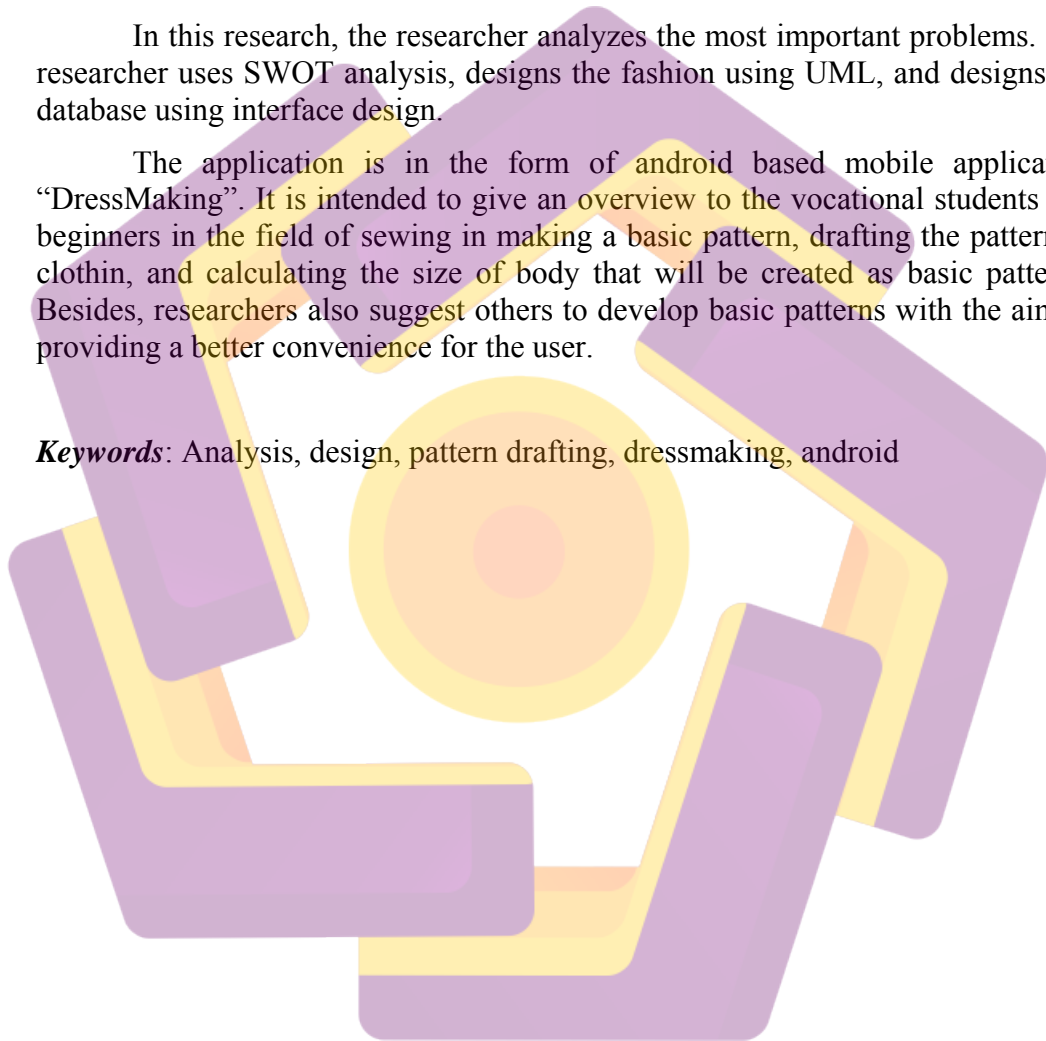 In this research, the researcher analyzes the most important problems.
researcher uses SWOT analysis, designs the fashion using UML, and designs
database using interface design.
The application is in the form of android based mobile applica
“DressMaking”. It is intended to give an overview to the vocational students
beginners in the field of sewing in making a basic pattern, drafting the pattern
clothin, and calculating the size of body that will be created as basic patte
Besides, researchers also suggest others to develop basic patterns with the aim
providing a better convenience for the user.
Keywords: Analysis, design, pattern drafting, dressmaking, android